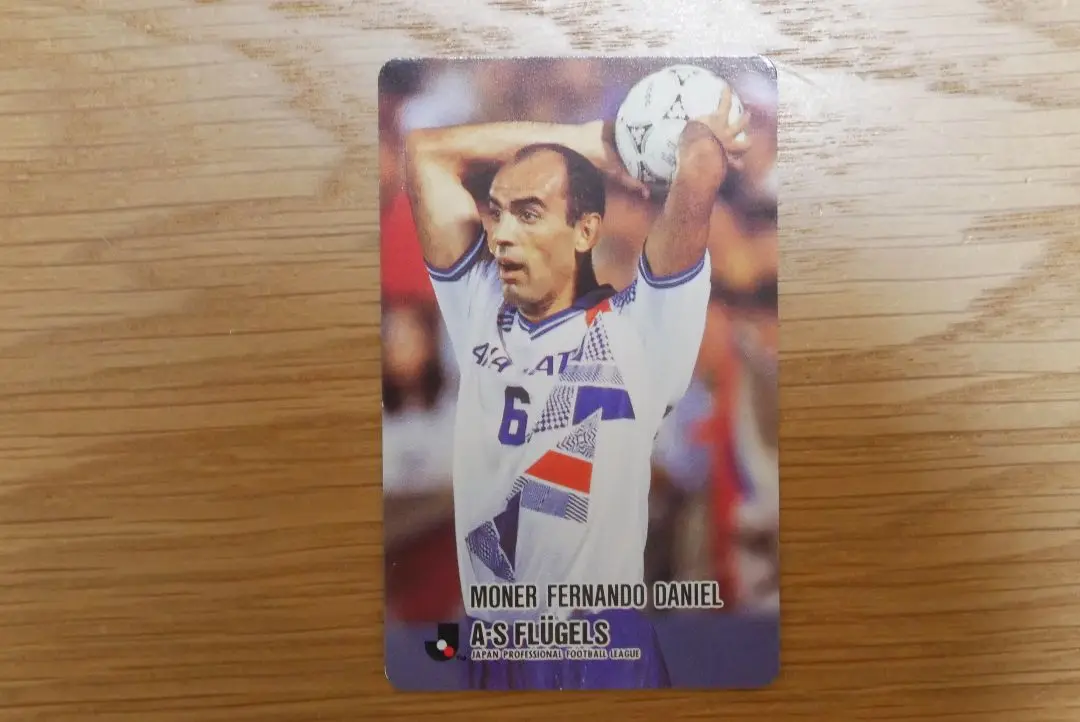 6
MONER FERNANDO DANIEL
A·S FLÜGELS
JAPAN PROFESSIONAL FOOTBALL LEAGUE